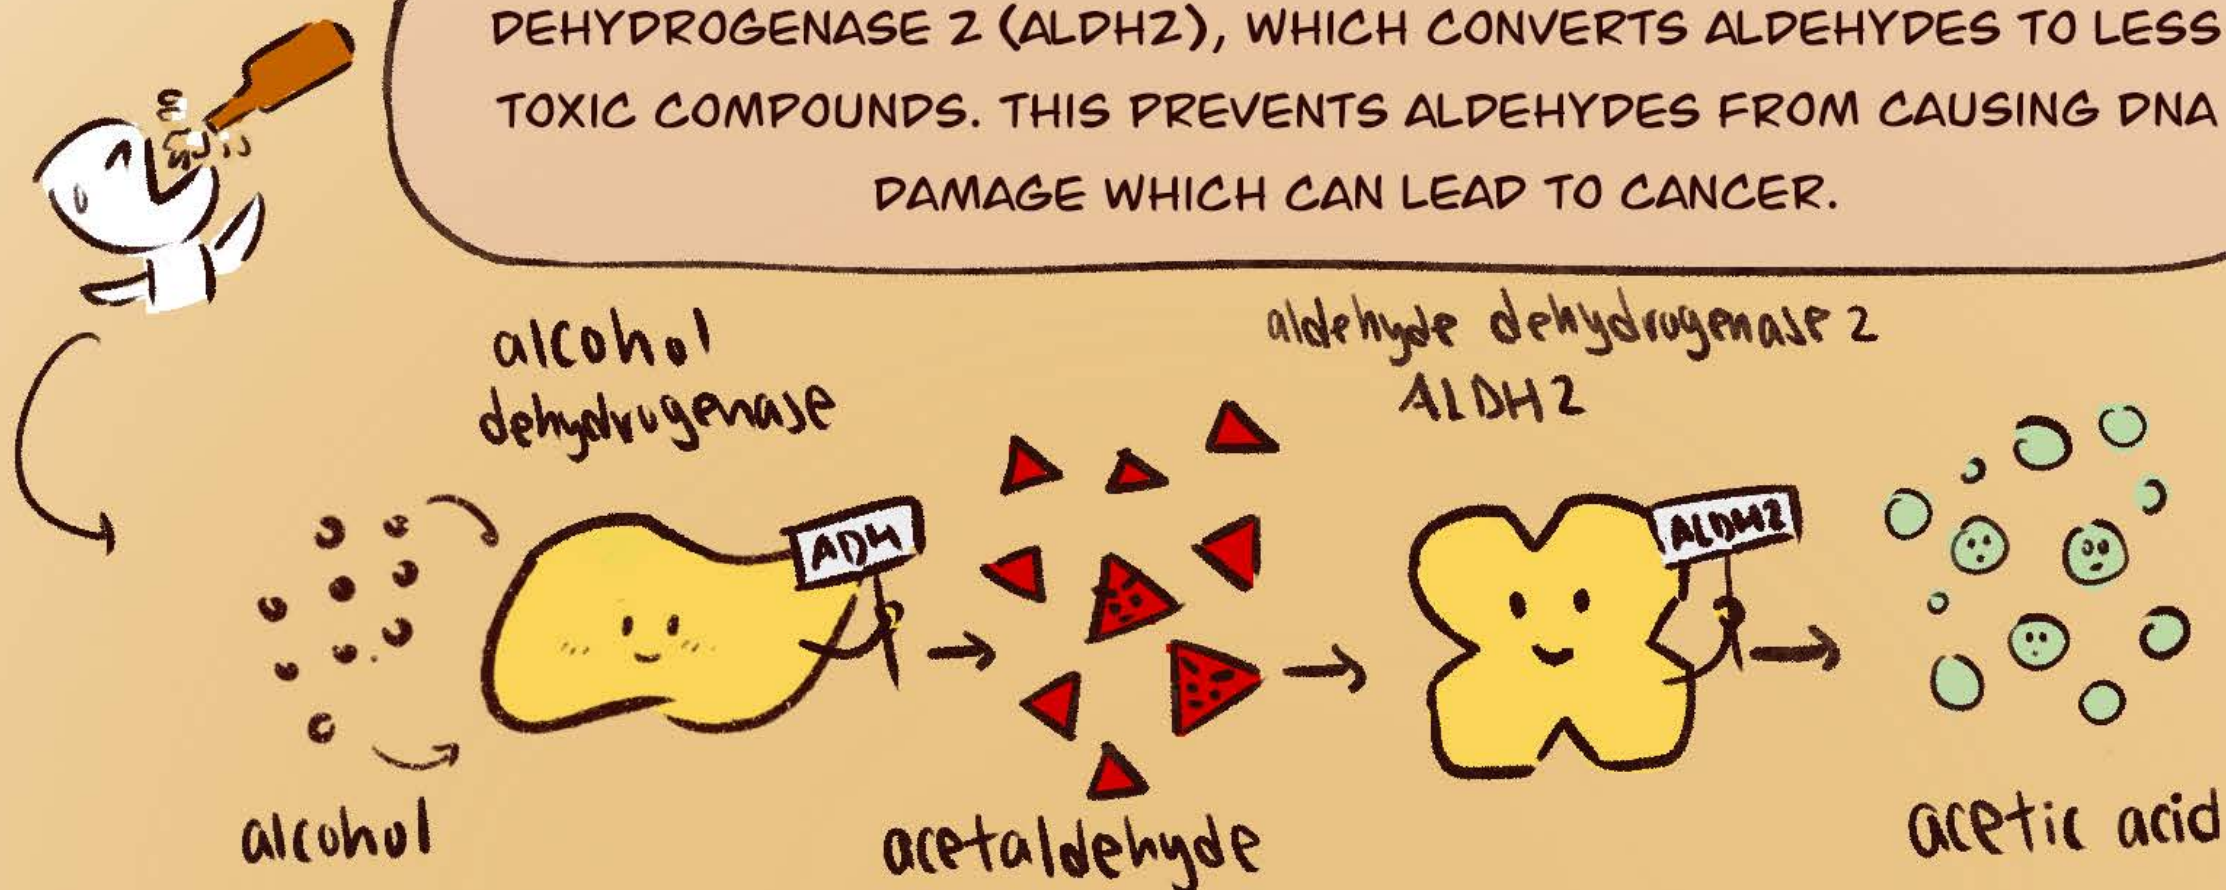 DEHYDROGENASE 2 (ALDH2), WHICH CONVERTS ALDEHYDES TO LESS
TOXIC COMPOUNDS. THIS PREVENTS ALDEHYDES FROM CAUSING DNA
DAMAGE WHICH CAN LEAD TO CANCER.
alcohol
dehydrogenase
aldehyde dehydrogenase 2
ALDH2
ADH
ALDH2
alcohol
acetaldehyde
acetic acid